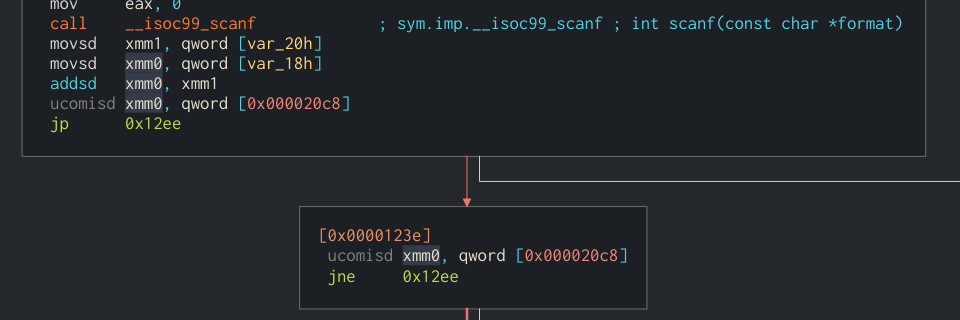 mov eax, 0
call __isoc99_scanf ; sym.imp.__isoc99_scanf ; int scanf(const char *format)
movsd xmm1, qword [var_20h]
movsd xmm0, qword [var_18h]
addsd xmm0, xmm1
ucomisd xmm0, qword [0x000020c8]
jp 0x12ee
[0x0000123e]
ucomisd xmm0, qword [0x000020c8]
jne 0x12ee